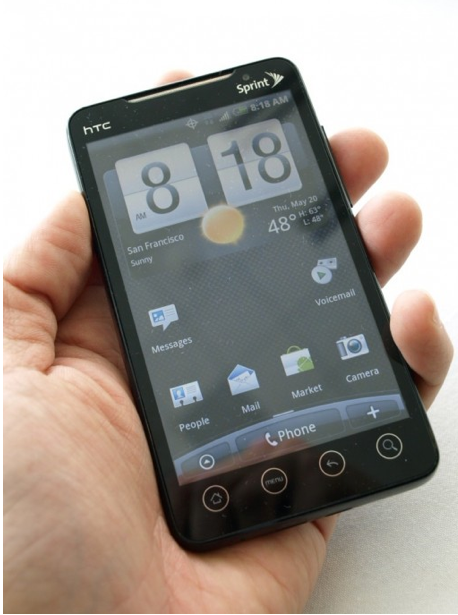 Sprint
hTC
8:18 AM
8 18
AM
San Francisco
Sunny
Thu, May 20
48° H: 63°
L: 48°
Voicemail
Messages
People
Mail
Market
Camera
Phone
+
menu